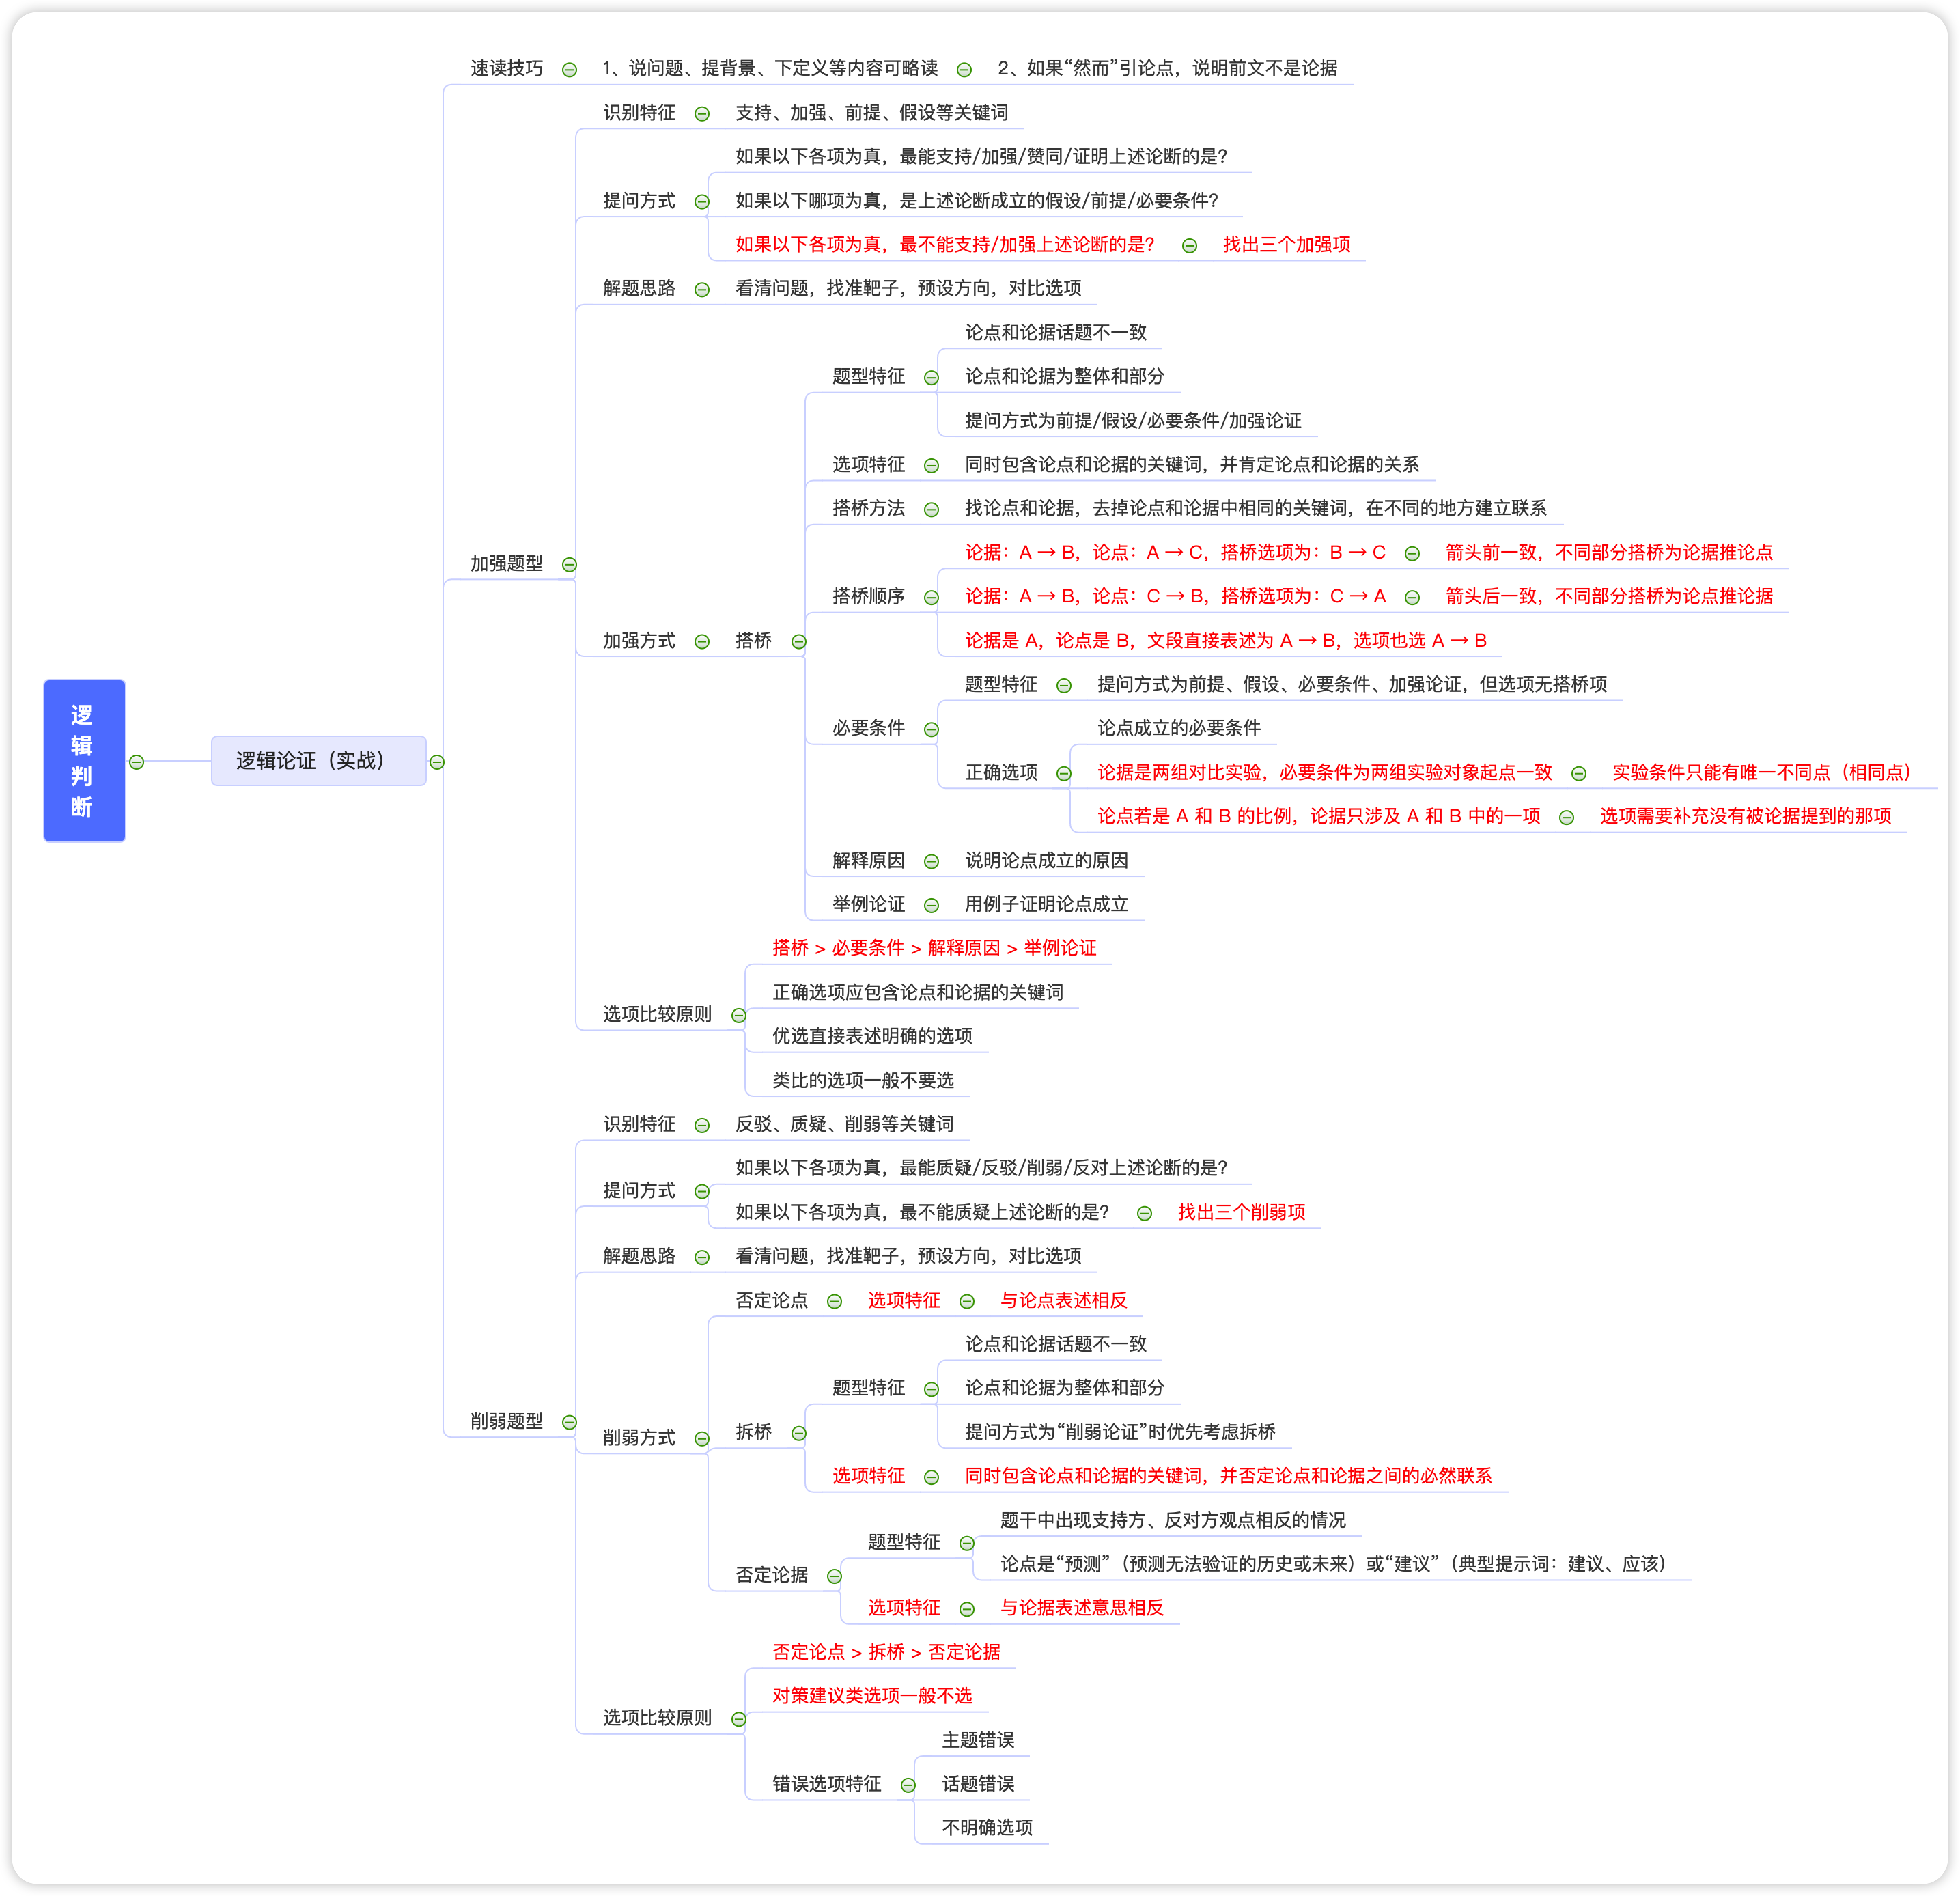 逻辑判断
逻辑论证（实战）
速读技巧
1、说问题、提背景、下定义等内容可略读
2、如果“然而”引论点，说明前文不是论据
加强题型
识别特征
支持、加强、前提、假设等关键词
提问方式
如果以下各项为真，最能支持/加强/赞同/证明上述论断的是?
如果以下哪项为真，是上述论断成立的假设/前提/必要条件?
如果以下各项为真，最不能支持/加强上述论断的是?
找出三个加强项
解题思路
看清问题，找准靶子，预设方向，对比选项
加强方式
搭桥
题型特征
论点和论据话题不一致
论点和论据为整体和部分
提问方式为前提/假设/必要条件/加强论证
选项特征
同时包含论点和论据的关键词，并肯定论点和论据的关系
搭桥方法
找论点和论据，去掉论点和论据中相同的关键词，在不同的地方建立联系
搭桥顺序
论据：A → B，论点：A → C，搭桥选项为：B → C
箭头前一致，不同部分搭桥为论据推论点
论据：A → B，论点：C → B，搭桥选项为：C → A
箭头后一致，不同部分搭桥为论点推论据
论据是 A，论点是 B，文段直接表述为 A → B，选项也选 A → B
必要条件
题型特征
提问方式为前提、假设、必要条件、加强论证，但选项无搭桥项
正确选项
论点成立的必要条件
论据是两组对比实验，必要条件为两组实验对象起点一致
实验条件只能有唯一不同点（相同点）
论点若是 A 和 B 的比例，论据只涉及 A 和 B 中的一项
选项需要补充没有被论据提到的那项
解释原因
说明论点成立的原因
举例论证
用例子证明论点成立
选项比较原则
搭桥 > 必要条件 > 解释原因 > 举例论证
正确选项应包含论点和论据的关键词
优选直接表述明确的选项
类比的选项一般不要选
削弱题型
识别特征
反驳、质疑、削弱等关键词
提问方式
如果以下各项为真，最能质疑/反驳/削弱/反对上述论断的是?
如果以下各项为真，最不能质疑上述论断的是?
找出三个削弱项
解题思路
看清问题，找准靶子，预设方向，对比选项
削弱方式
否定论点
选项特征
与论点表述相反
拆桥
题型特征
论点和论据话题不一致
论点和论据为整体和部分
提问方式为“削弱论证”时优先考虑拆桥
选项特征
同时包含论点和论据的关键词，并否定论点和论据之间的必然联系
否定论据
题型特征
题干中出现支持方、反对方观点相反的情况
论点是“预测”（预测无法验证的历史或未来）或“建议”（典型提示词：建议、应该）
选项特征
与论据表述意思相反
选项比较原则
否定论点 > 拆桥 > 否定论据
对策建议类选项一般不选
错误选项特征
主题错误
话题错误
不明确选项